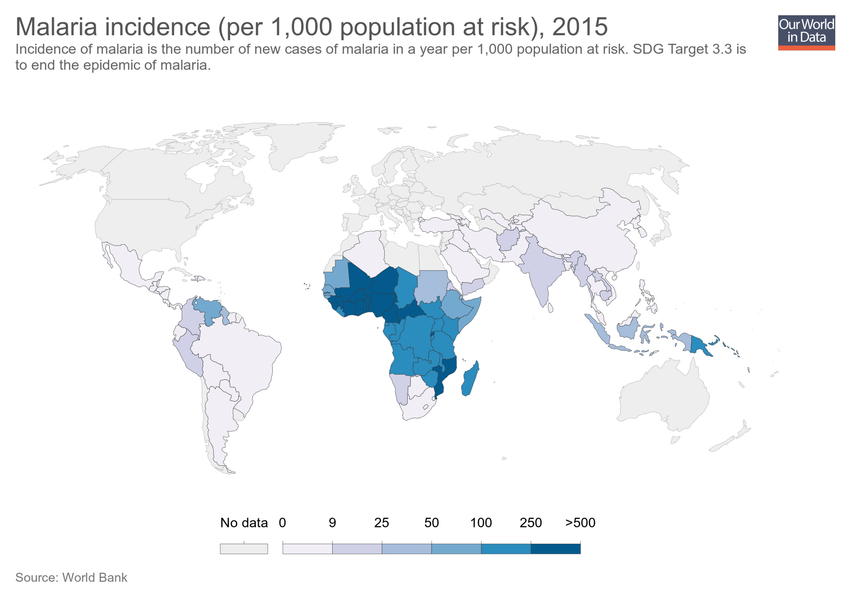 Malaria incidence (per 1,000 population at risk), 2015
Our World
in Data
Incidence of malaria is the number of new cases of malaria in a year per 1,000 population at risk. SDG Target 3.3 is
to end the epidemic of malaria.
No data 0 9 25 50 100 250 >500
Source: World Bank